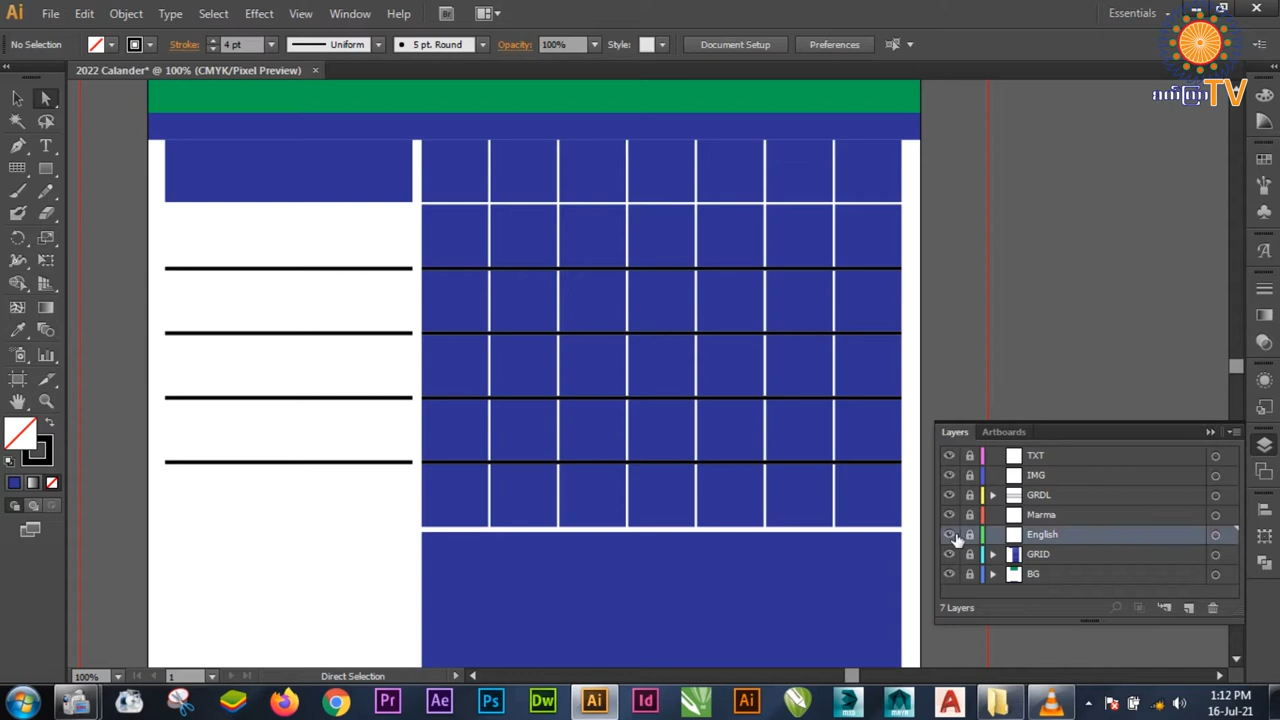 Ai File Edit Object Type Select Effect View Window Help Br Essentials
No Selection Stroke: 4 pt Uniform 5 pt. Round Opacity: 100% Style: Document Setup Preferences
2022 Calander* @ 100% (CMYK/Pixel Preview)
TV
Layers Artboards
TXT
IMG
GRDL
Marma
English
GRID
BG
7 Layers
100% 1 Direct Selection
Pr Ae Ps Dw Ai Id Ai A
1:12 PM
16-Jul-21